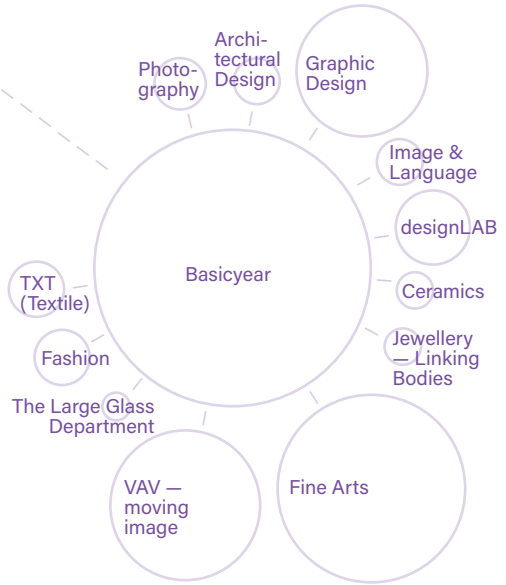 Archi-
tectural
Design
Photo-
graphy
Graphic
Design
Image &
Language
designLAB
Basicyear
Ceramics
TXT
(Textile)
Jewellery
— Linking
Bodies
Fashion
The Large Glass
Department
VAV —
moving
image
Fine Arts